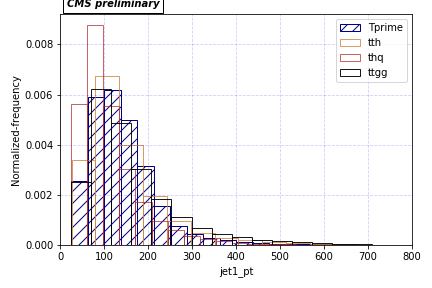 CMS preliminary
Normalized-frequency
0.008
0.006
0.004
0.002
0.000
Tprime
tth
thq
ttgg
0 100 200 300 400 500 600 700 800
jet1_pt